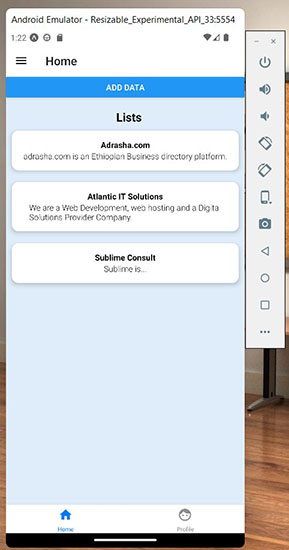 Android Emulator - Resizable_Experimental_API_33:5554
1:22
Home
ADD DATA
Lists
Adrasha.com
adrasha.com is an Ethiopian Business directory platform.
Atlantic IT Solutions
We are a Web Development, web hosting and a Digita
Solutions Provider Company.
Sublime Consult
Sublime is...
Home
Profile